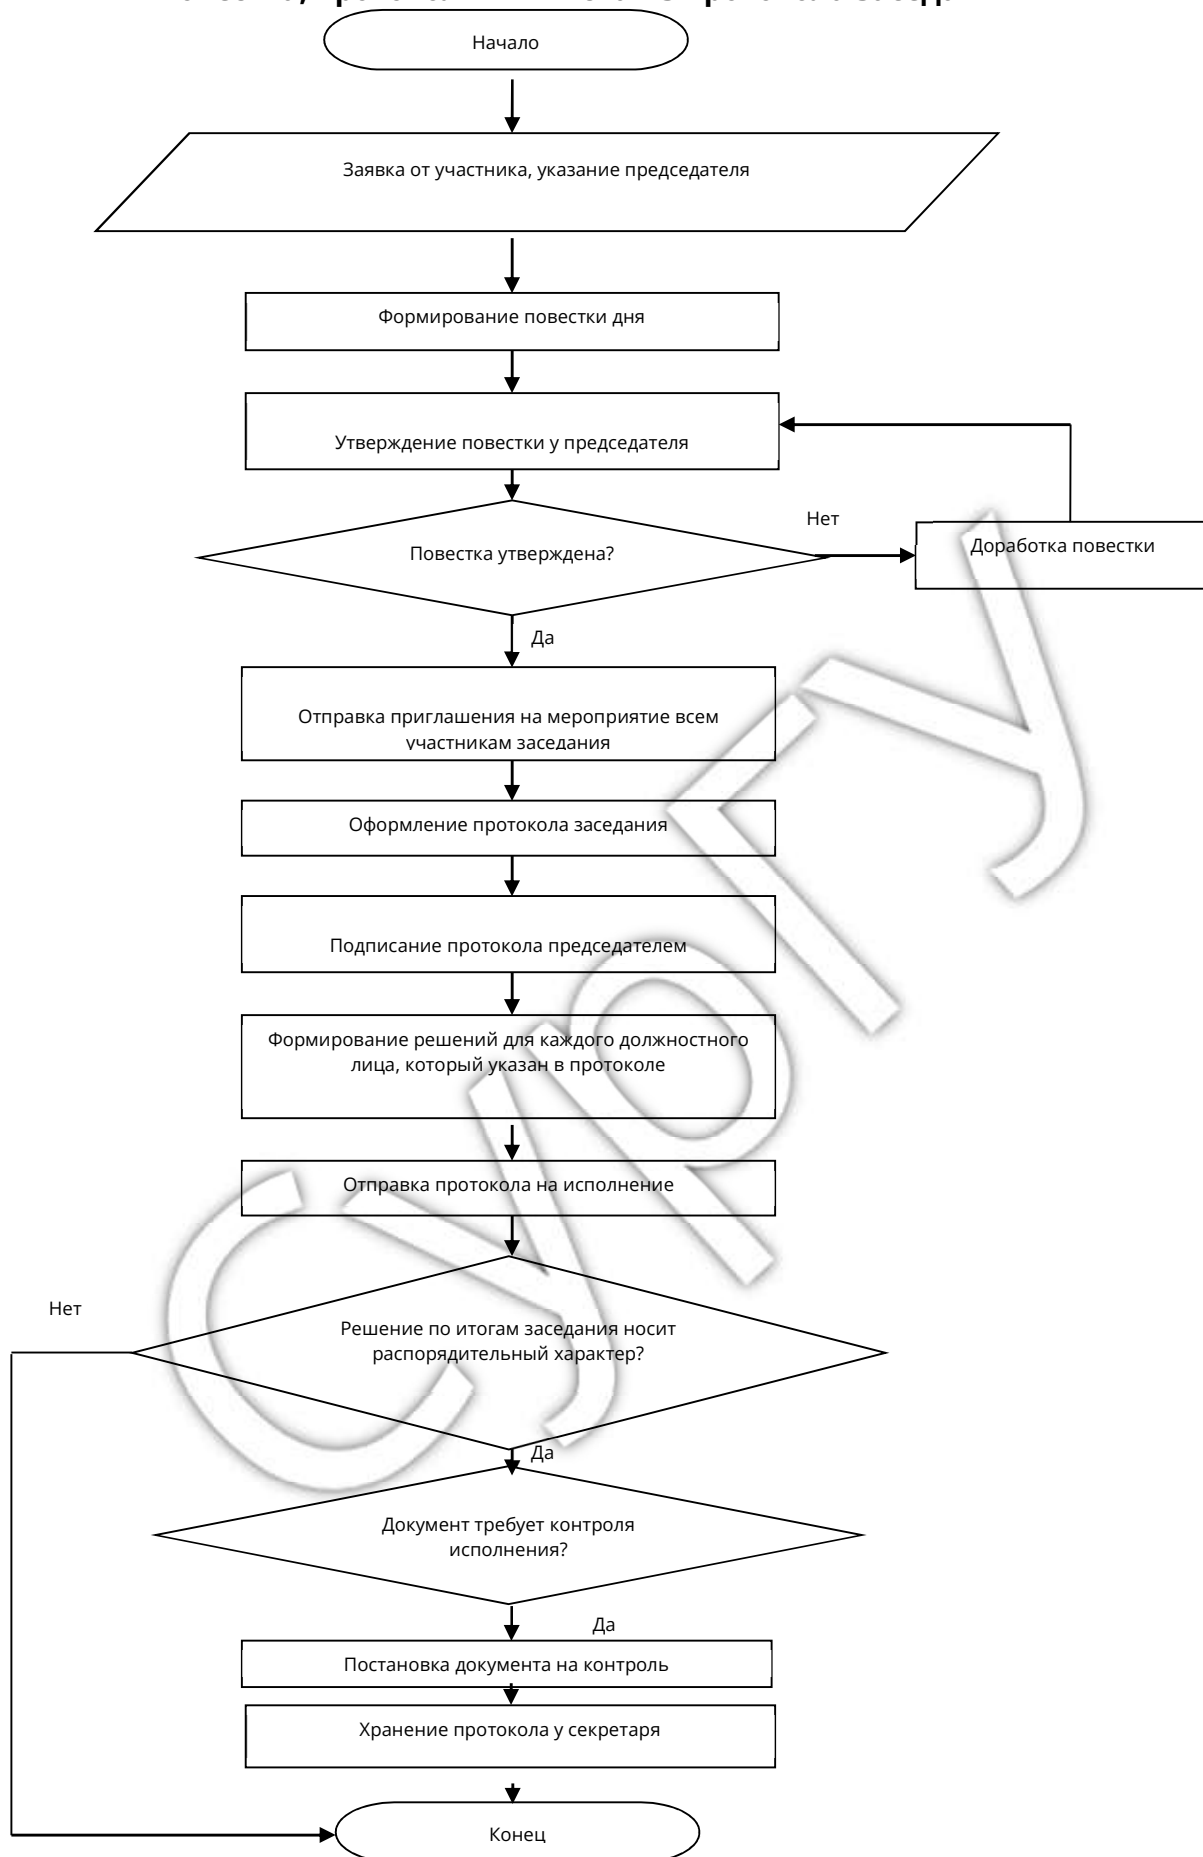 Начало
Заявка от участника, указание председателя
Формирование повестки дня
Утверждение повестки у председателя
Нет
Повестка утверждена?
Доработка повестки
Да
Отправка приглашения на мероприятие всем
участникам заседания
Оформление протокола заседания
Подписание протокола председателем
Формирование решений для каждого должностного
лица, который указан в протоколе
Отправка протокола на исполнение
Нет
Решение по итогам заседания носит
распорядительный характер?
Да
Документ требует контроля
исполнения?
Да
Постановка документа на контроль
Хранение протокола у секретаря
Конец
СурГУ